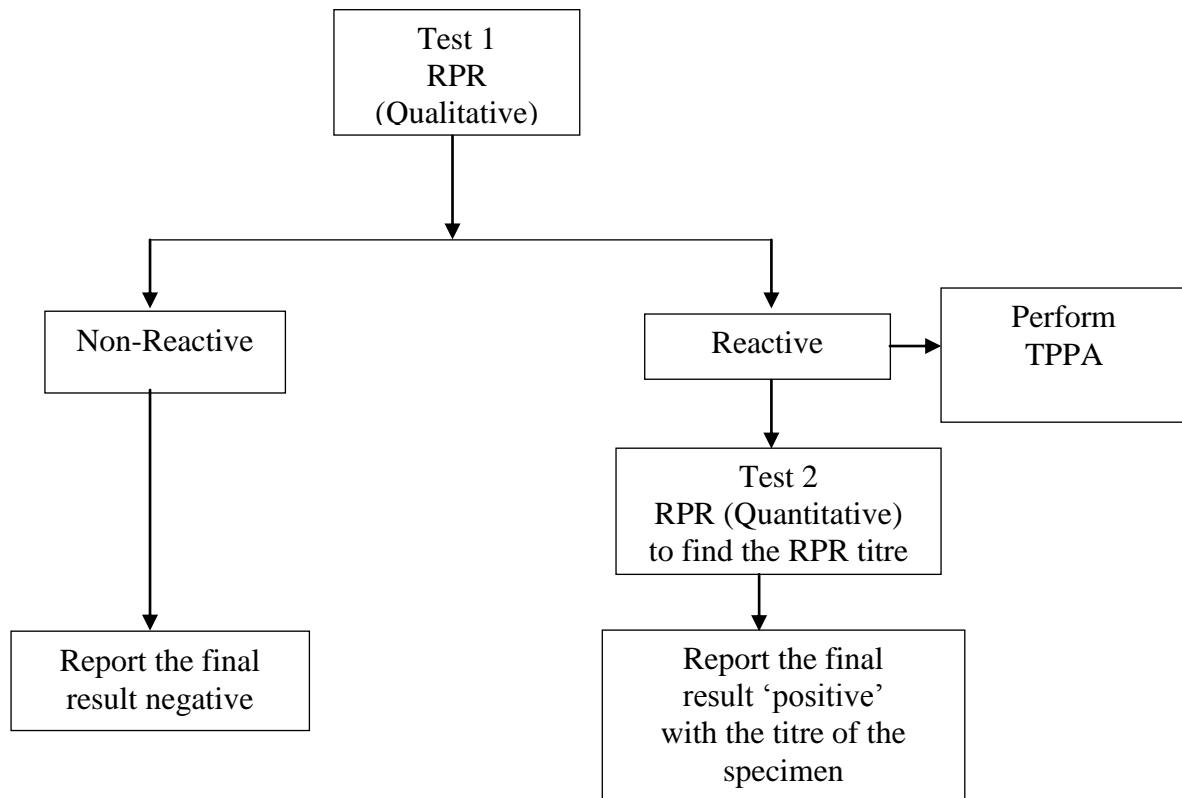 Test 1
RPR
(Qualitative)
Non-Reactive
Reactive
Perform
TPPA
Test 2
RPR (Quantitative)
to find the RPR titre
Report the final
result negative
Report the final
result ‘positive’
with the titre of the
specimen